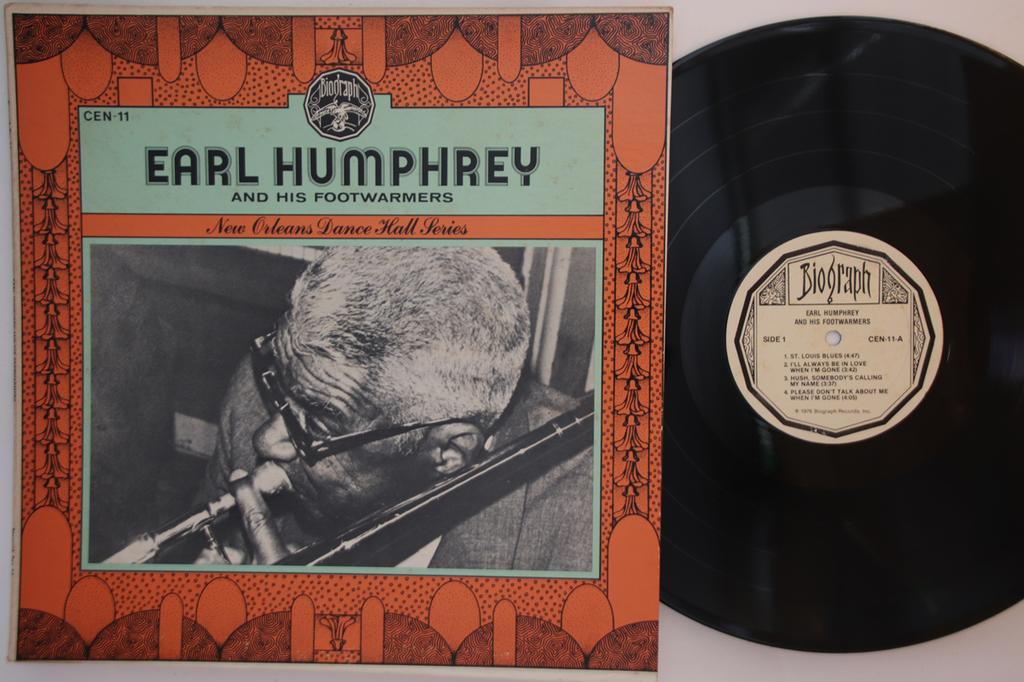 Biograph
CEN-11
EARL HUMPHREY
AND HIS FOOTWARMERS
New Orleans Dance Hall Series
Biograph
EARL HUMPHREY
AND HIS FOOTWARMERS
SIDE 1
CEN-11-A
1. ST. LOUIS BLUES (4:47)
2. I'LL ALWAYS BE IN LOVE
WHEN I'M GONE (3:42)
3. HUSH, SOMEBODY'S CALLING
MY NAME (3:37)
4. PLEASE DON'T TALK ABOUT ME
WHEN I'M GONE (4:05)
Biograph Records, Inc.